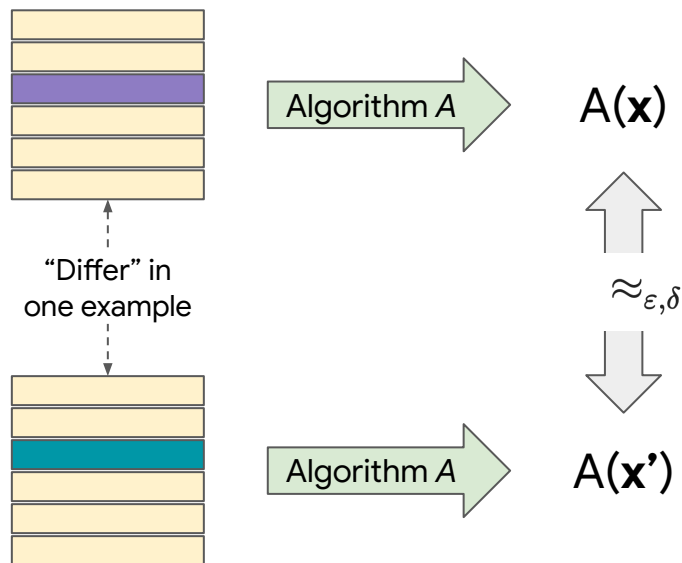 Algorithm A
A(x)
“Differ” in
one example
≈ε,δ
Algorithm A
A(x’)